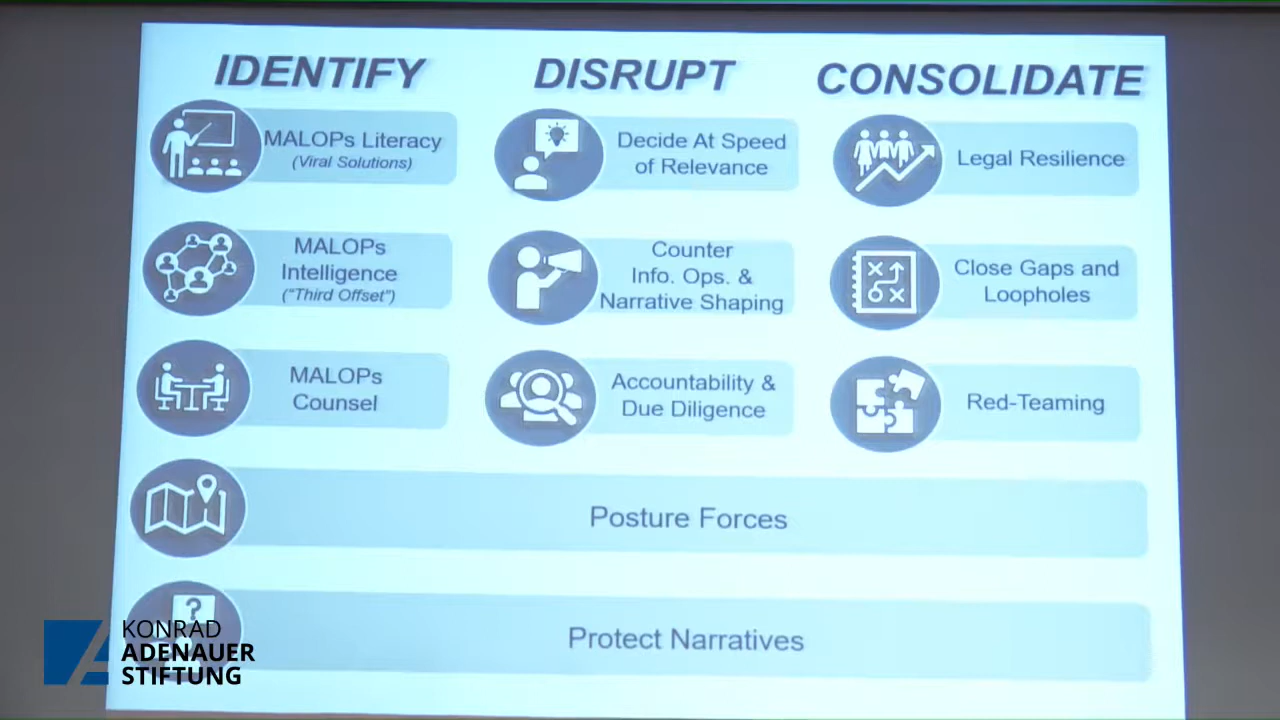 IDENTIFY
MALOPs Literacy
(Viral Solutions)
MALOPs
Intelligence
("Third Offset")
MALOPs
Counsel
DISRUPT
Decide At Speed
of Relevance
Counter
Info. Ops. &
Narrative Shaping
Accountability &
Due Diligence
CONSOLIDATE
Legal Resilience
Close Gaps and
Loopholes
Red-Teaming
Posture Forces
?
Protect Narratives
KONRAD
ADENAUER
STIFTUNG